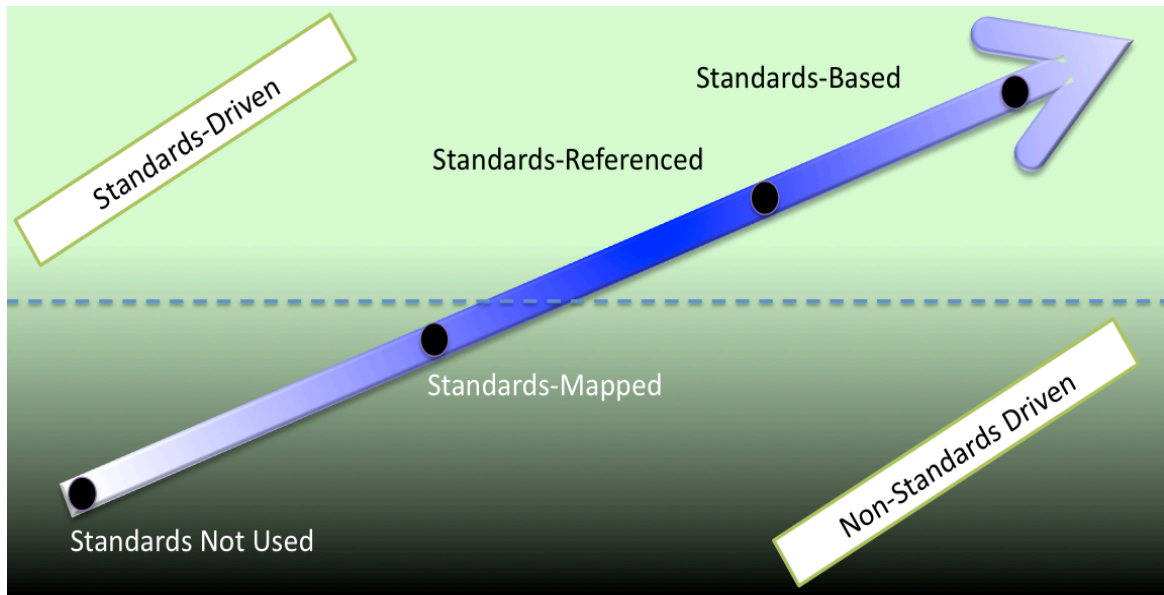 Standards-Driven
Standards-Based
Standards-Referenced
Standards-Mapped
Non-Standards Driven
Standards Not Used